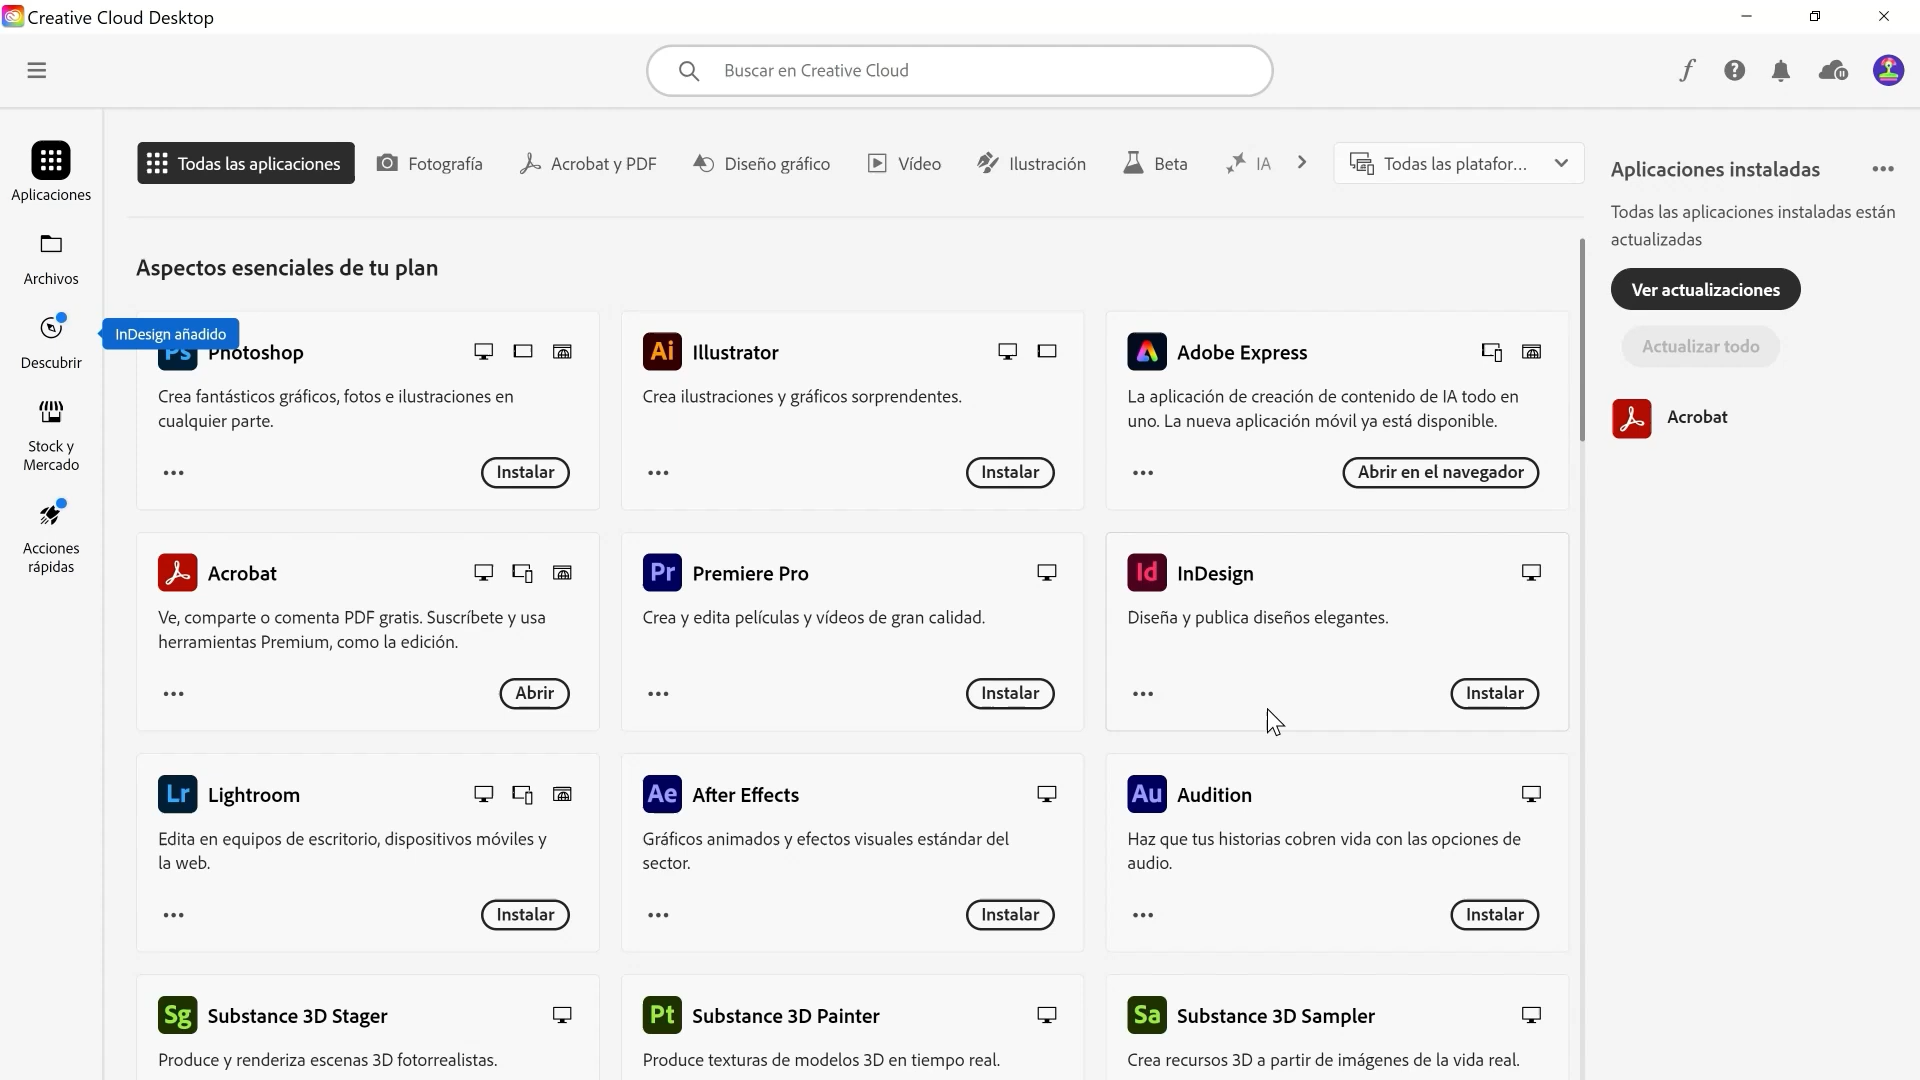 Creative Cloud Desktop
Buscar en Creative Cloud
Aplicaciones
Archivos
Descubrir
Stock y
Mercado
Acciones
rápidas
InDesign añadido
Todas las aplicaciones
Fotografía
Acrobat y PDF
Diseño gráfico
Vídeo
Ilustración
Beta
IA
Todas las platafor...
Aspectos esenciales de tu plan
Ps Photoshop
Crea fantásticos gráficos, fotos e ilustraciones en
cualquier parte.
Instalar
Ai Illustrator
Crea ilustraciones y gráficos sorprendentes.
Instalar
Adobe Express
La aplicación de creación de contenido de IA todo en
uno. La nueva aplicación móvil ya está disponible.
Abrir en el navegador
Acrobat
Ve, comparte o comenta PDF gratis. Suscríbete y usa
herramientas Premium, como la edición.
Abrir
Pr Premiere Pro
Crea y edita películas y vídeos de gran calidad.
Instalar
Id InDesign
Diseña y publica diseños elegantes.
Instalar
Lr Lightroom
Edita en equipos de escritorio, dispositivos móviles y
la web.
Instalar
Ae After Effects
Gráficos animados y efectos visuales estándar del
sector.
Instalar
Au Audition
Haz que tus historias cobren vida con las opciones de
audio.
Instalar
Sg Substance 3D Stager
Produce y renderiza escenas 3D fotorrealistas.
Pt Substance 3D Painter
Produce texturas de modelos 3D en tiempo real.
Sa Substance 3D Sampler
Crea recursos 3D a partir de imágenes de la vida real.
Aplicaciones instaladas
Todas las aplicaciones instaladas están
actualizadas
Ver actualizaciones
Actualizar todo
Acrobat